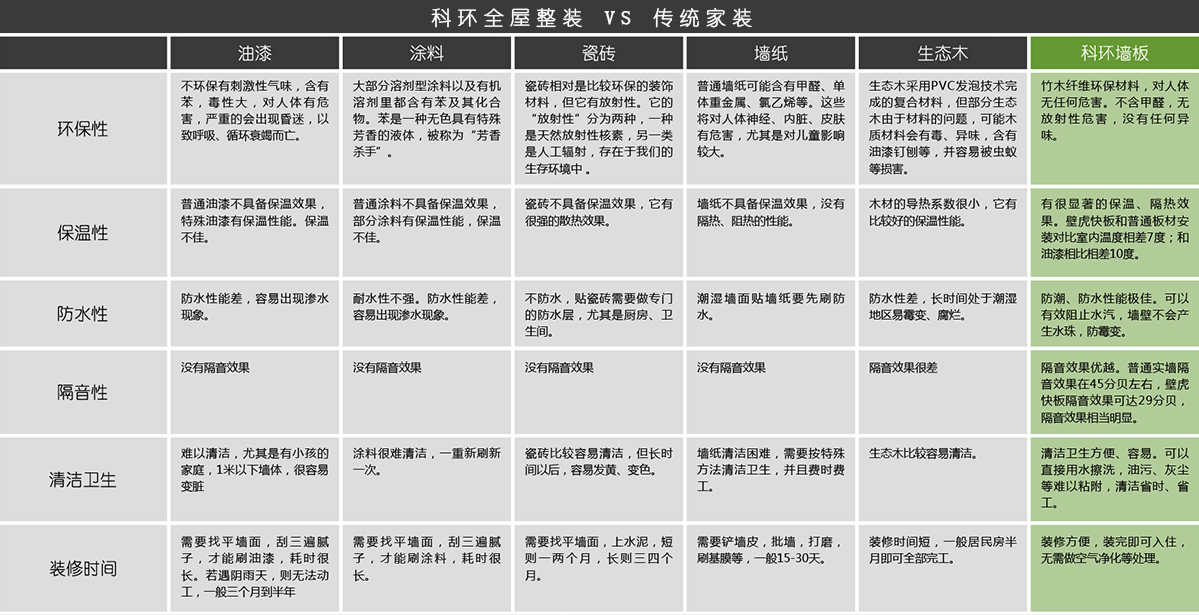 科环全屋整装 VS 传统家装
油漆
涂料
瓷砖
墙纸
生态木
科环墙板
环保性
不环保有刺激性气味，含有
苯，毒性大，对人体有危
害，严重的会出现昏迷，以
致呼吸、循环衰竭而亡。
大部分溶剂型涂料以及有机
溶剂里都含有苯及其化合
物。苯是一种无色具有特殊
芳香的液体，被称为“芳香
杀手”。
瓷砖相对是比较环保的装饰
材料，但它有放射性。它的
“放射性”分为两种，一种
是天然放射性核素，另一类
是人工辐射，存在于我们的
生存环境中。
普通墙纸可能含有甲醛、单
体重金属、氯乙烯等。这些
将对人体神经、内脏、皮肤
有危害，尤其是对儿童影响
较大。
生态木采用PVC发泡技术完
成的复合材料，但部分生态
木由于材料的问题，可能木
质材料会有毒、异味，含有
油漆钉刨等，并容易被虫蚁
等损害。
竹木纤维环保材料，对人体
无任何危害。不含甲醛，无
放射性危害，没有任何异
味。
保温性
普通油漆不具备保温效果，
特殊油漆有保温性能。保温
不佳。
普通涂料不具备保温效果，
部分涂料有保温性能，保温
不佳。
瓷砖不具备保温效果，它有
很强的散热效果。
墙纸不具备保温效果，没有
隔热、阻热的性能。
木材的导热系数很小，它有
比较好的保温性能。
有很显著的保温、隔热效
果。壁虎快板和普通板材安
装对比室内温度相差7度；和
油漆相比相差10度。
防水性
防水性能差，容易出现渗水
现象。
耐水性不强。防水性能差，
容易出现渗水现象。
不防水，贴瓷砖需要做专门
的防水层，尤其是厨房、卫
生间。
潮湿墙面贴墙纸要先刷防
水。
防水性差，长时间处于潮湿
地区易霉变、腐烂。
防潮、防水性能极佳。可以
有效阻止水汽，墙壁不会产
生水珠，防霉变。
隔音性
没有隔音效果
没有隔音效果
没有隔音效果
没有隔音效果
隔音效果很差
隔音效果优越。普通实墙隔
音效果在45分贝左右，壁虎
快板隔音效果可达29分贝，
隔音效果相当明显。
清洁卫生
难以清洁，尤其是有小孩的
家庭，1米以下墙体，很容易
变脏
涂料很难清洁，一重新刷新
一次。
瓷砖比较容易清洁，但长时
间以后，容易发黄、变色。
墙纸清洁困难，需要按特殊
方法清洁卫生，并且费时费
工。
生态木比较容易清洁。
清洁卫生方便、容易。可以
直接用水擦洗，油污、灰尘
等难以粘附，清洁省时、省
工。
装修时间
需要找平墙面，刮三遍腻
子，才能刷油漆，耗时很
长。若遇阴雨天，则无法动
工，一般三个月到半年
需要找平墙面，刮三遍腻
子，才能刷涂料，耗时很
长。
需要找平墙面，上水泥，短
则一两个月，长则三四个
月。
需要铲墙皮，批墙，打磨，
刷基膜等，一般15-30天。
装修时间短，一般居民房半
月即可全部完工。
装修方便，装完即可入住，
无需做空气净化等处理。